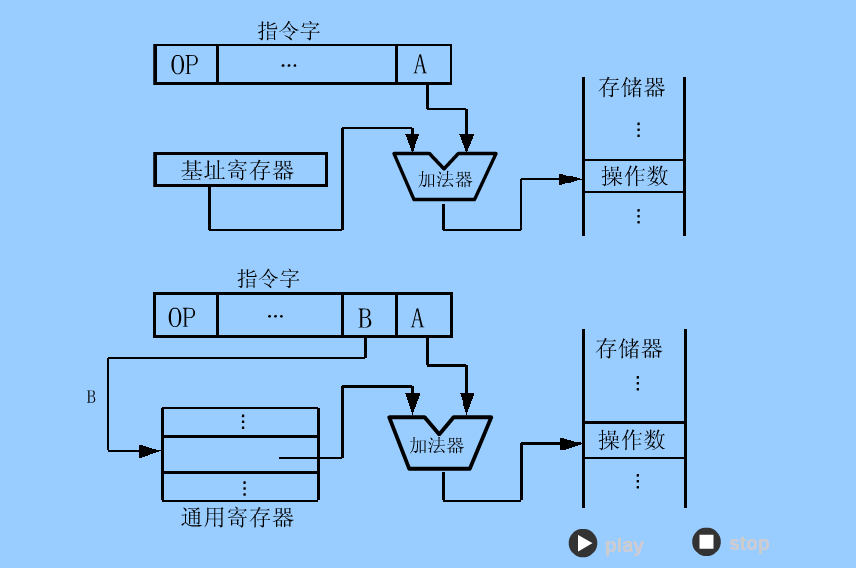 指令字
OP ... A
存储器
⋮
基址寄存器
加法器
操作数
⋮
指令字
OP ... B A
存储器
⋮
B
⋮
加法器
操作数
⋮
⋮
通用寄存器
play stop